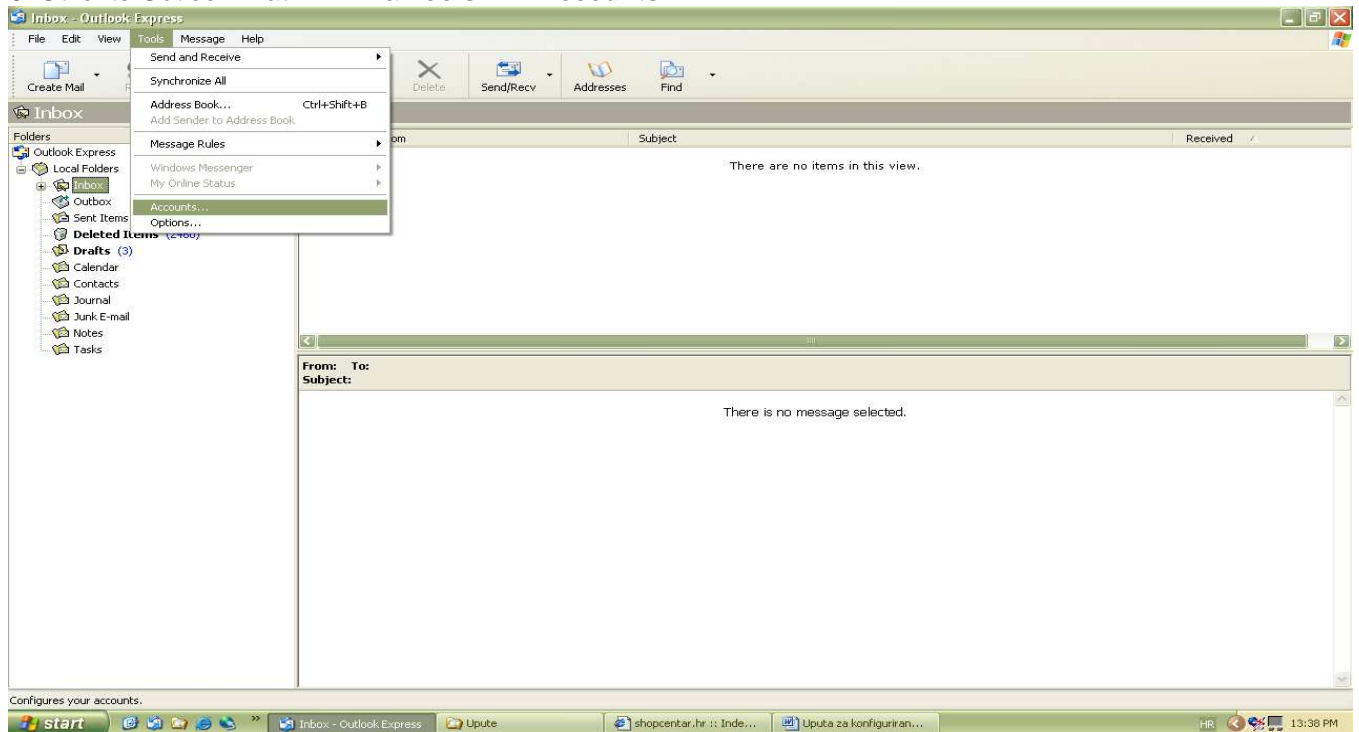 Inbox - Outlook Express
File Edit View Tools Message Help
Send and Receive
Synchronize All
Address Book... Ctrl+Shift+B
Add Sender to Address Book
Message Rules
Windows Messenger
My Online Status
Accounts...
Options...
Create Mail
Delete
Send/Recv
Addresses
Find
Inbox
Folders
Subject
Received
Outlook Express
Local Folders
Inbox
Outbox
Sent Items
Deleted Items
Drafts (3)
Calendar
Contacts
Journal
Junk E-mail
Notes
Tasks
There are no items in this view.
From: To:
Subject:
There is no message selected.
Configures your accounts.
start
Inbox - Outlook Express
Upute
shopcentar.hr :: Inde...
Uputa za konfiguriran...
HR
13:38 PM